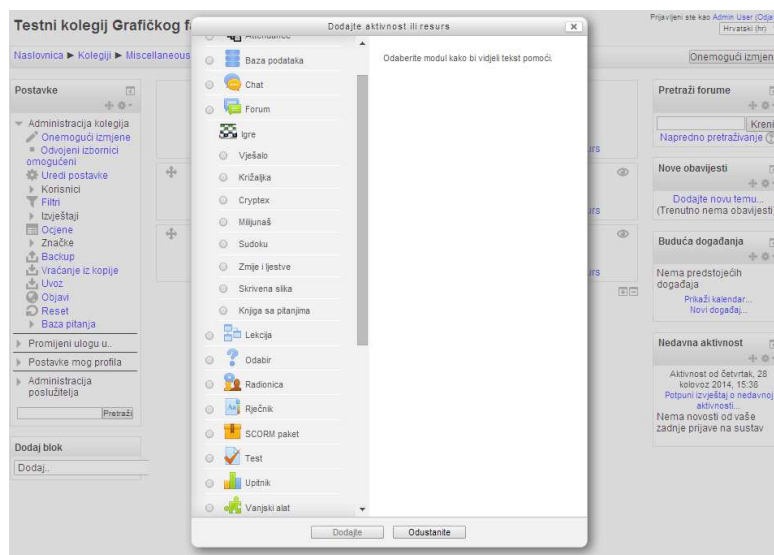 Testni kolegij Grafičkog f
Prijavljeni ste kao Admin User (Odja
Hrvatski (hr)
Naslovnica ► Kolegiji ► Miscellaneous
Onemogući izmjen
Postavke
Administracija kolegija
Onemogući izmjene
Odvojeni izbornici
omogućeni
Uredi postavke
Korisnici
Filtri
Izvještaji
Ocjene
Značke
Backup
Vraćanje iz kopije
Uvoz
Objavi
Reset
Baza pitanja
Promijeni ulogu u..
Postavke mog profila
Administracija
poslužitelja
Pretraži
Dodaj blok
Dodaj..
Dodajte aktivnost ili resurs
Attendance
Baza podataka
Chat
Forum
Igre
Vješalo
Križaljka
Cryptex
Milijunaš
Sudoku
Zmije i ljestve
Skrivena slika
Knjiga sa pitanjima
Lekcija
Odabir
Radionica
Rječnik
SCORM paket
Test
Upitnik
Vanjski alat
Odaberite modul kako bi vidjeli tekst pomoći.
Dodajte
Odustanite
urs
urs
urs
Pretraži forume
Kreni
Napredno pretraživanje
Nove obavijesti
Dodajte novu temu...
(Trenutno nema obavijesti)
Buduća događanja
Nema predstojećih
događaja
Prikaži kalendar...
Novi događaj...
Nedavna aktivnost
Aktivnost od četvrtak, 28
kolovoz 2014, 15:38
Potpuni izvještaj o nedavnoj
aktivnosti...
Nema novosti od vaše
zadnje prijave na sustav